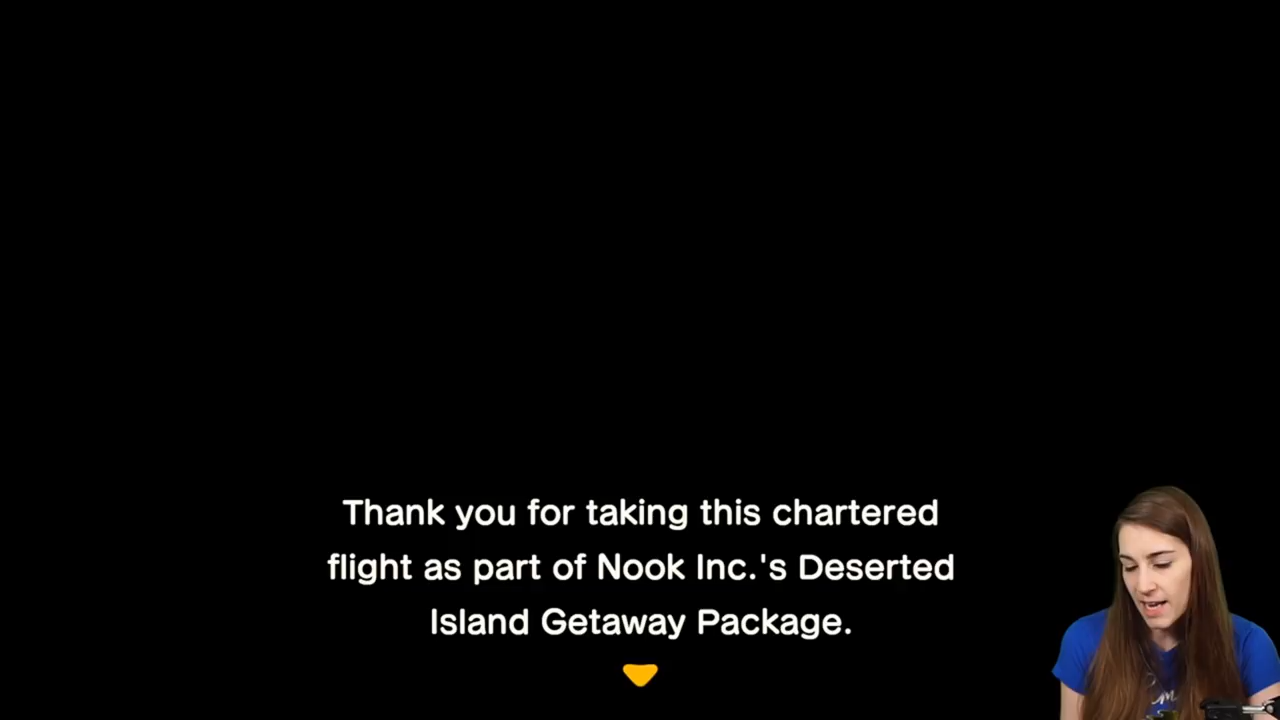 Thank you for taking this chartered
flight as part of Nook Inc.'s Deserted
Island Getaway Package.